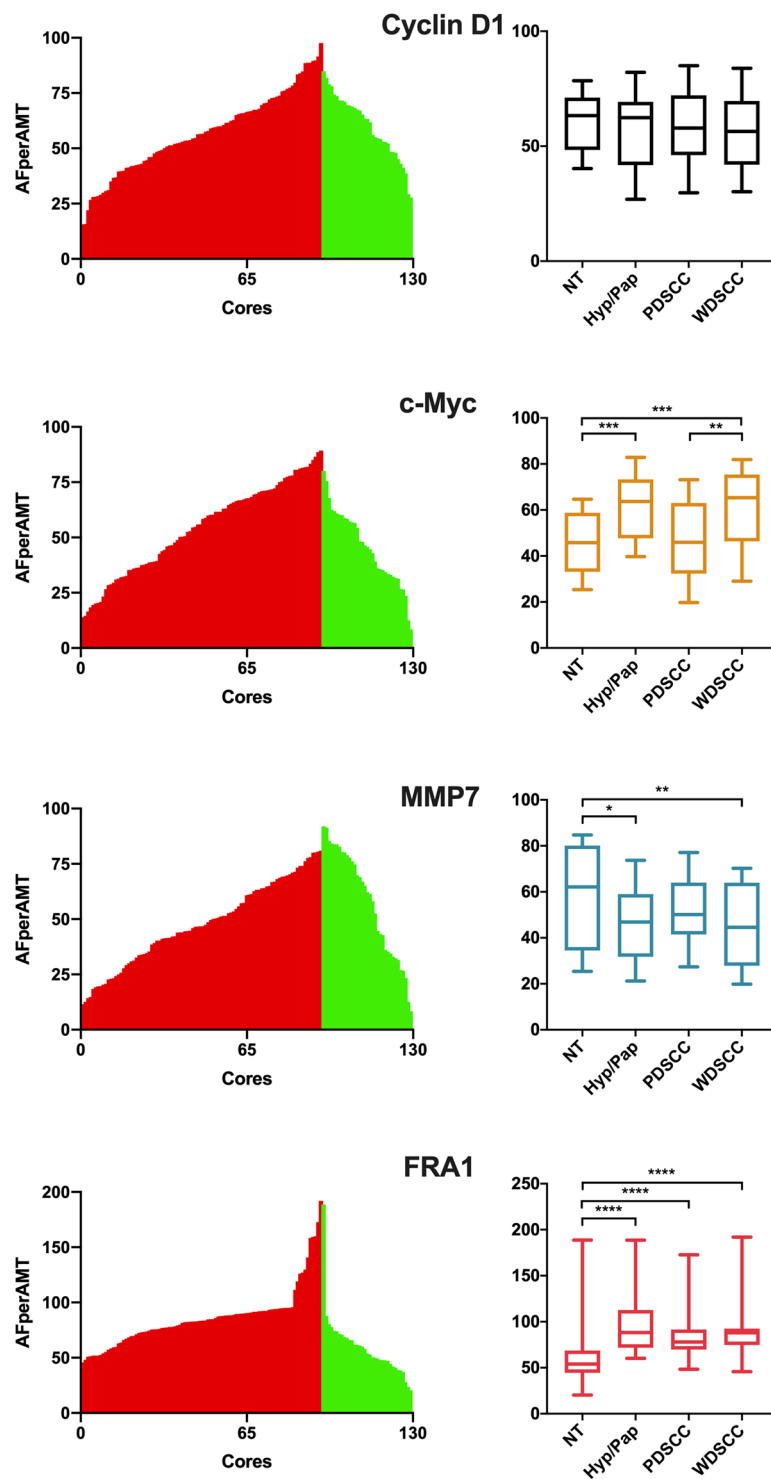 Cyclin D1
100
75
50
25
0
AFperAMT
0 65 130
Cores
100
50
0
NT Hyp/Pap PDSCC WDSCC
c-Myc
100
75
50
25
0
AFperAMT
0 65 130
Cores
100
80
60
40
20
0
***
*** **
NT Hyp/Pap PDSCC WDSCC
MMP7
100
75
50
25
0
AFperAMT
0 65 130
Cores
100
80
60
40
20
0
**
*
NT Hyp/Pap PDSCC WDSCC
FRA1
200
150
100
50
0
AFperAMT
0 65 130
Cores
250
200
150
100
50
0
****
****
****
NT Hyp/Pap PDSCC WDSCC